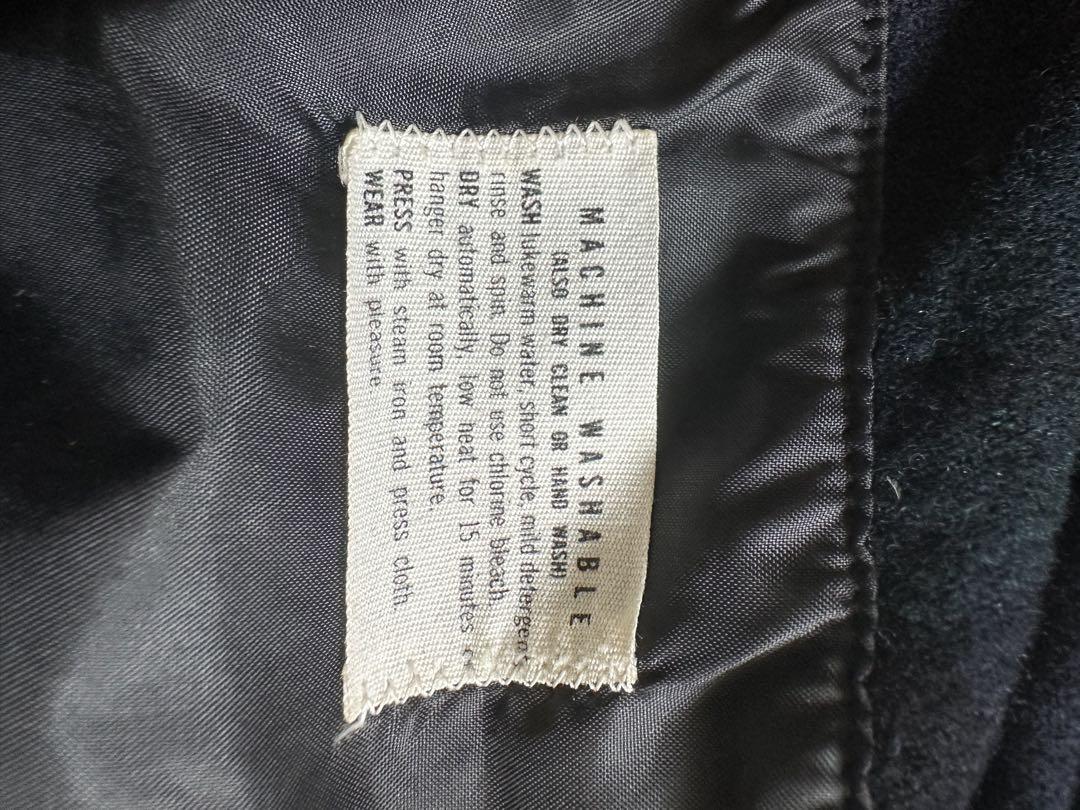 MACHINE WASHABLE
(ALSO DRY CLEAN OR HAND WASH)
WASH lukewarm water, short cycle, mild detergent
rinse and spin. Do not use chlorine bleach.
DRY automatically, low heat for 15 minutes or
hanger dry at room temperature.
PRESS with steam iron and press cloth.
WEAR with pleasure.